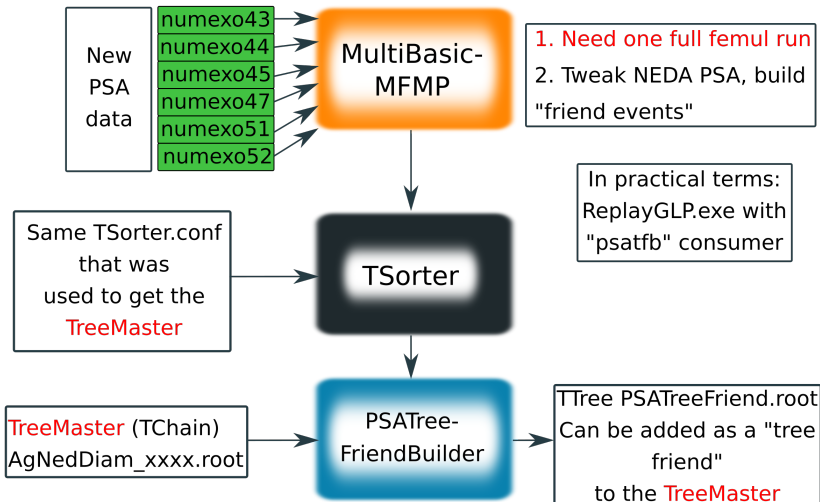 New
PSA
data
numexo43
numexo44
numexo45
numexo47
numexo51
numexo52
MultiBasic-
MFMP
1. Need one full femul run
2. Tweak NEDA PSA, build
"friend events"
In practical terms:
ReplayGLP.exe with
"psatfb" consumer
Same TSorter.conf
that was
used to get the
TreeMaster
TSorter
TreeMaster (TChain)
AgNedDiam_xxxx.root
PSATree-
FriendBuilder
TTree PSATreeFriend.root
Can be added as a "tree
friend"
to the TreeMaster